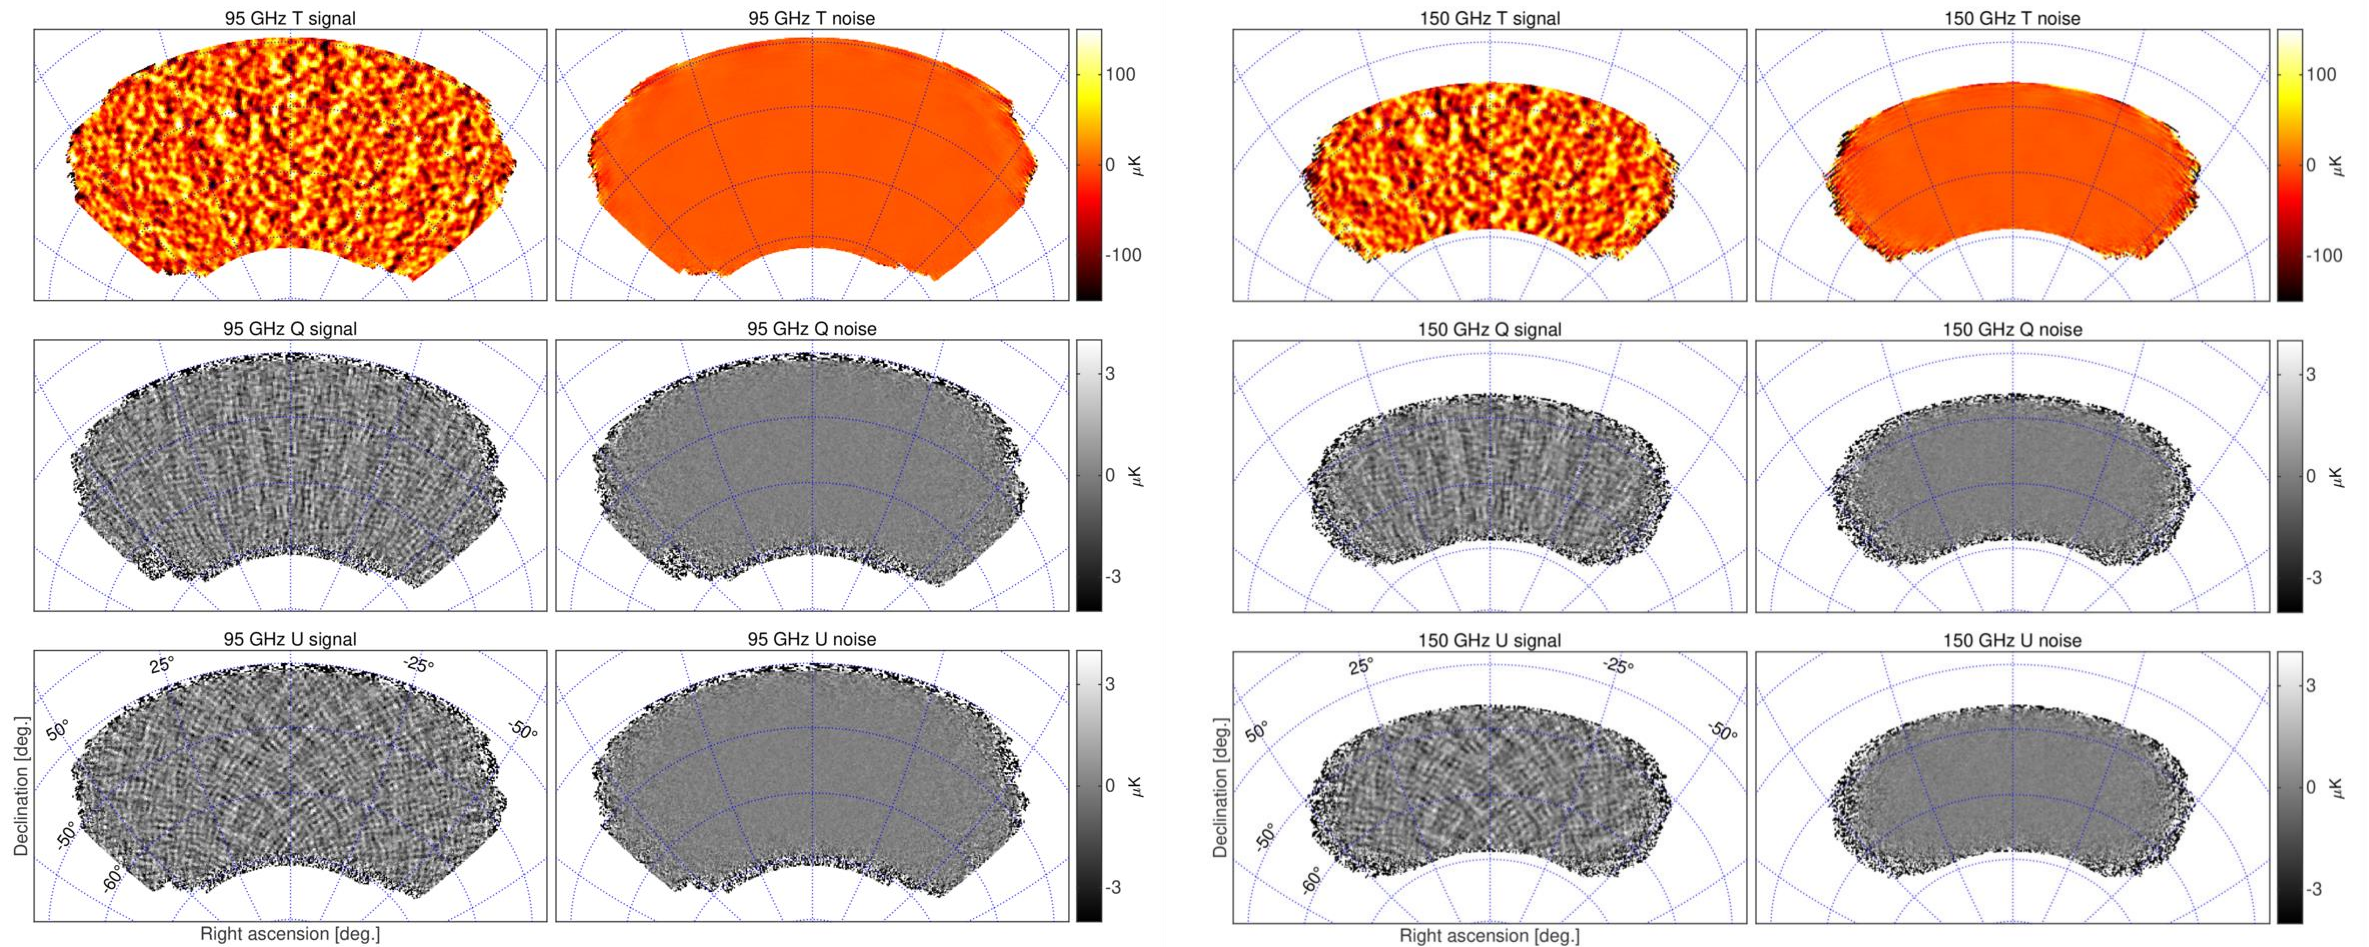 95 GHz T signal
95 GHz T noise
150 GHz T signal
150 GHz T noise
100
0
-100
μK
100
0
-100
μK
95 GHz Q signal
95 GHz Q noise
150 GHz Q signal
150 GHz Q noise
3
0
-3
μK
3
0
-3
μK
95 GHz U signal
95 GHz U noise
150 GHz U signal
150 GHz U noise
25°
-25°
50°
-50°
-50°
-60°
3
0
-3
μK
25°
-25°
50°
-50°
-50°
-60°
3
0
-3
μK
Declination [deg.]
Declination [deg.]
Right ascension [deg.]
Right ascension [deg.]